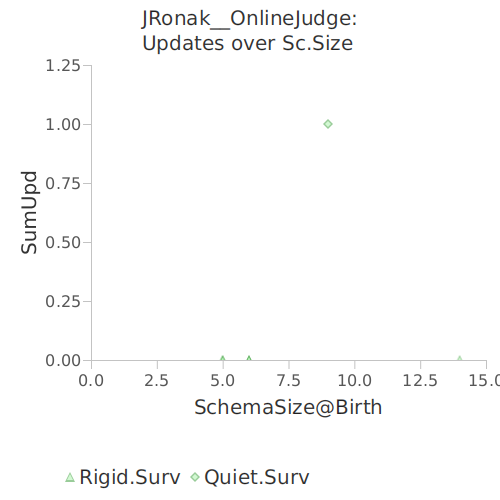 JRonak__OnlineJudge:
Updates over Sc.Size
1.25
1.00
0.75
0.50
0.25
0.00
SumUpd
0.0 2.5 5.0 7.5 10.0 12.5 15.0
SchemaSize@Birth
Rigid.Surv Quiet.Surv